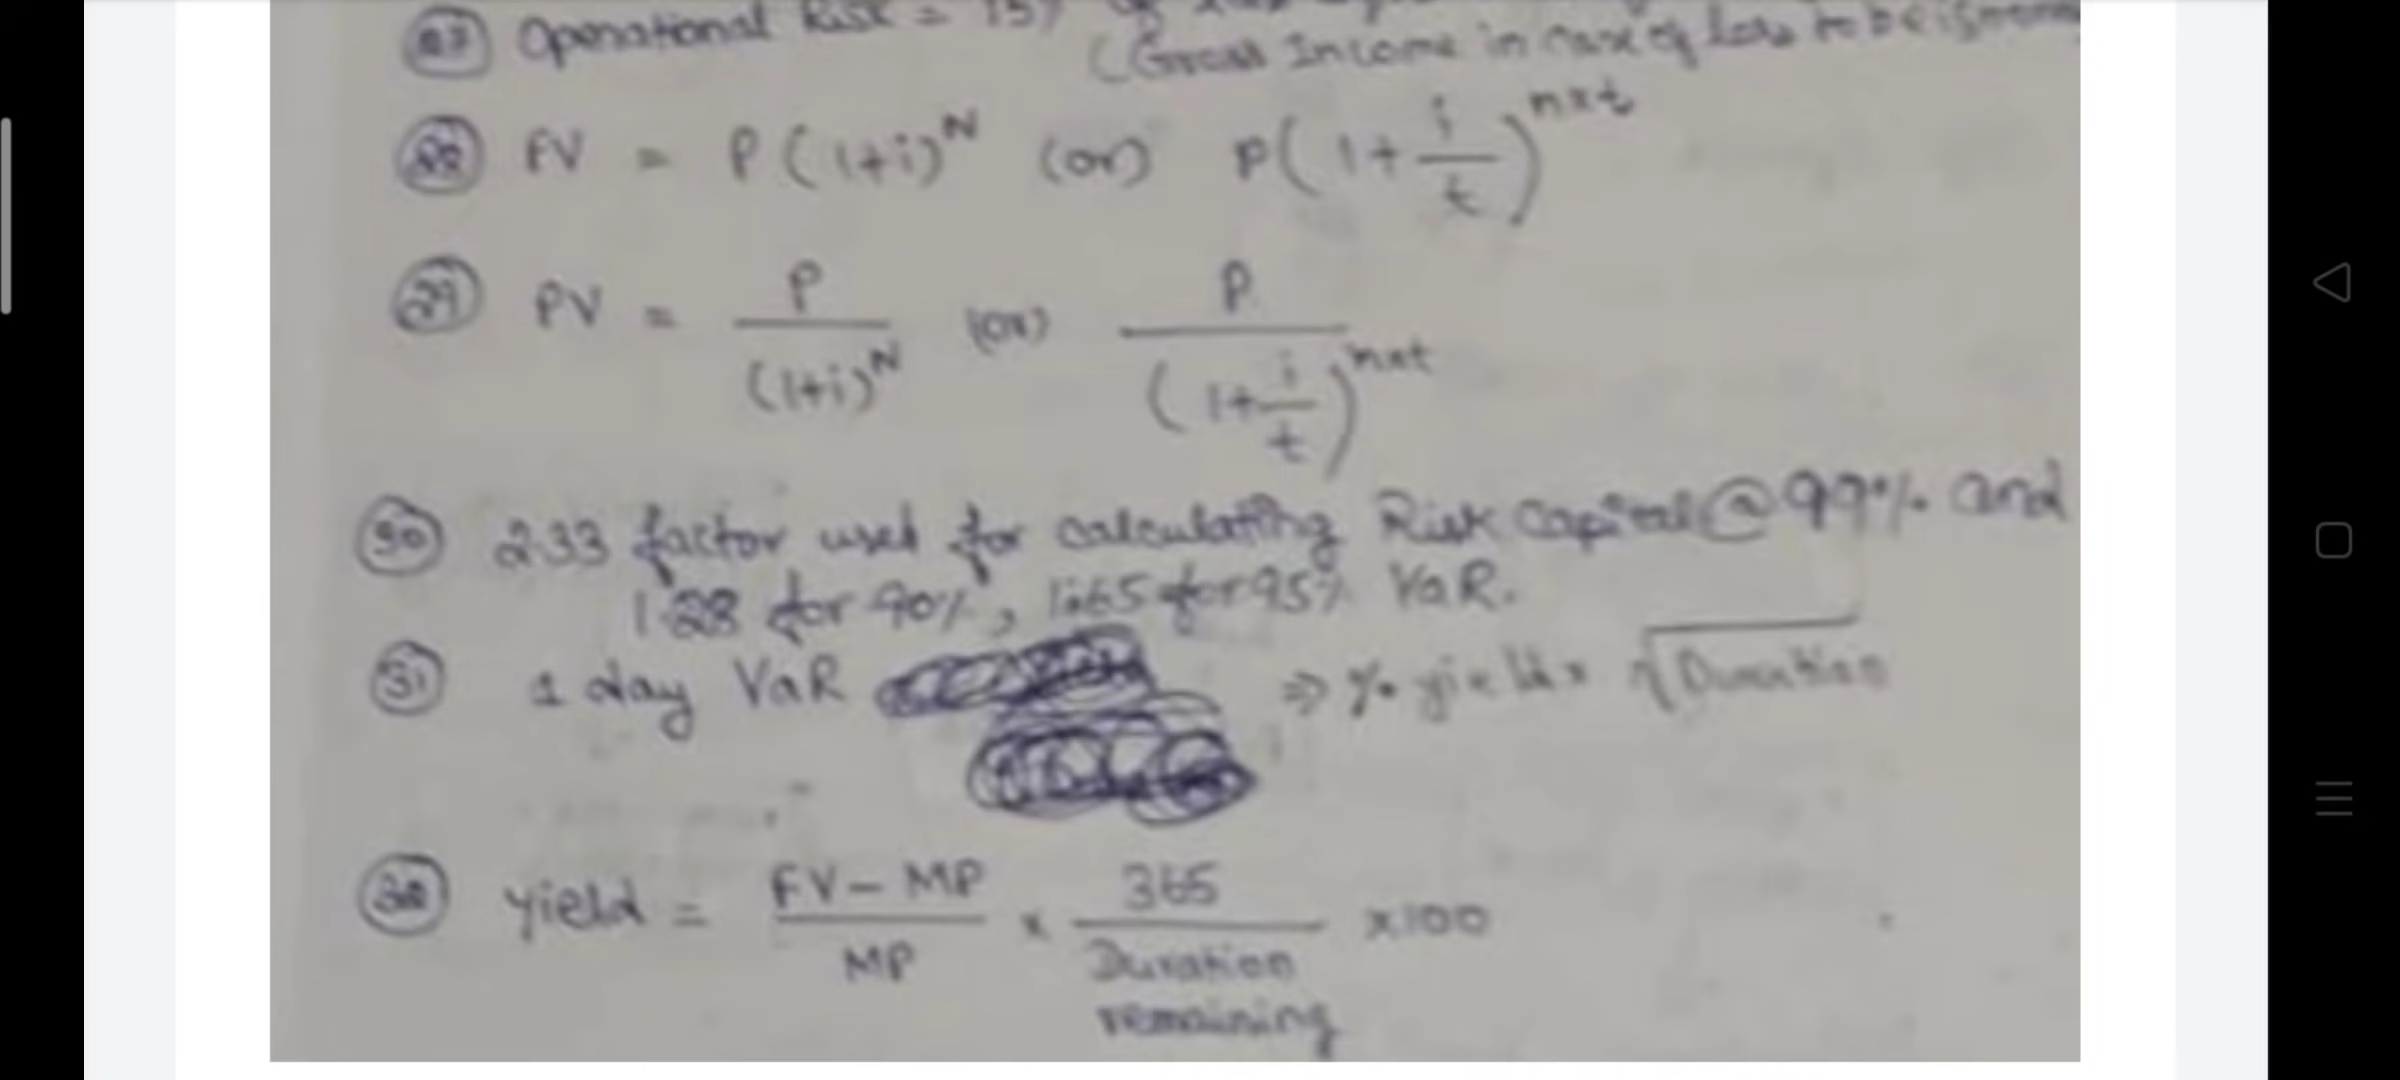 (27) Operational Risk = 15%
(Gross Income in case of loss to be
(28) FV = P(1+i)^N (or) P(1+i/t)^n×t
(29) PV = P/(1+i)^N (or) P/(1+i/t)^n×t
(30) 2.33 factor used for calculating Risk Capital @ 99% and
1.28 for 90%, 1.65 for 95% VaR.
(31) 1 day VaR ⇒ % yield × √Duration
(32) Yield = FV-MP/MP × 365/Duration remaining ×100